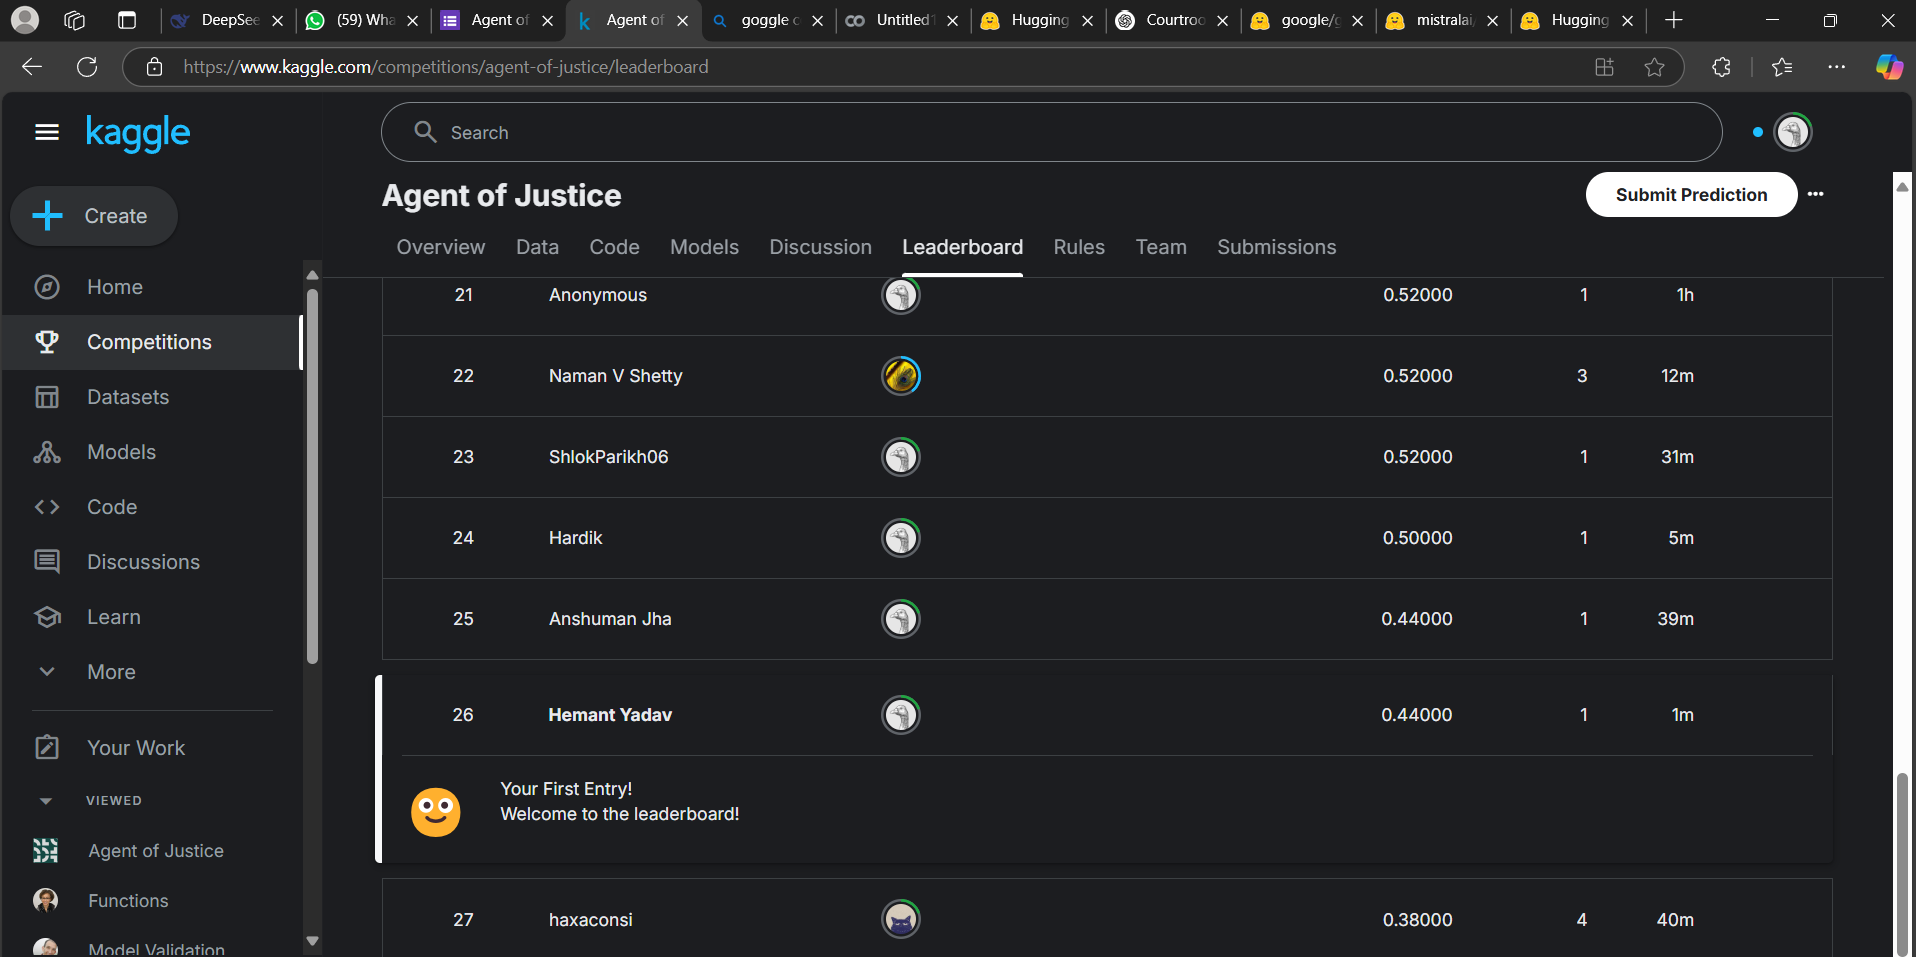 DeepSee
(59) Wha
Agent of
Agent of
goggle c
Untitled1
Hugging
Courtroo
google/g
mistralai/
Hugging
https://www.kaggle.com/competitions/agent-of-justice/leaderboard
kaggle
Search
Create
Home
Competitions
Datasets
Models
Code
Discussions
Learn
More
Your Work
VIEWED
Agent of Justice
Functions
Model Validation
Agent of Justice
Submit Prediction
Overview Data Code Models Discussion Leaderboard Rules Team Submissions
21 Anonymous 0.52000 1 1h
22 Naman V Shetty 0.52000 3 12m
23 ShlokParikh06 0.52000 1 31m
24 Hardik 0.50000 1 5m
25 Anshuman Jha 0.44000 1 39m
26 Hemant Yadav 0.44000 1 1m
Your First Entry!
Welcome to the leaderboard!
27 haxaconsi 0.38000 4 40m